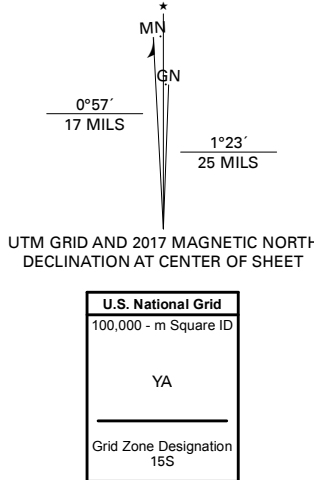 MN
GN
0°57´
17 MILS
1°23´
25 MILS
UTM GRID AND 2017 MAGNETIC NORTH
DECLINATION AT CENTER OF SHEET
U.S. National Grid
100,000 - m Square ID
YA
Grid Zone Designation
15S